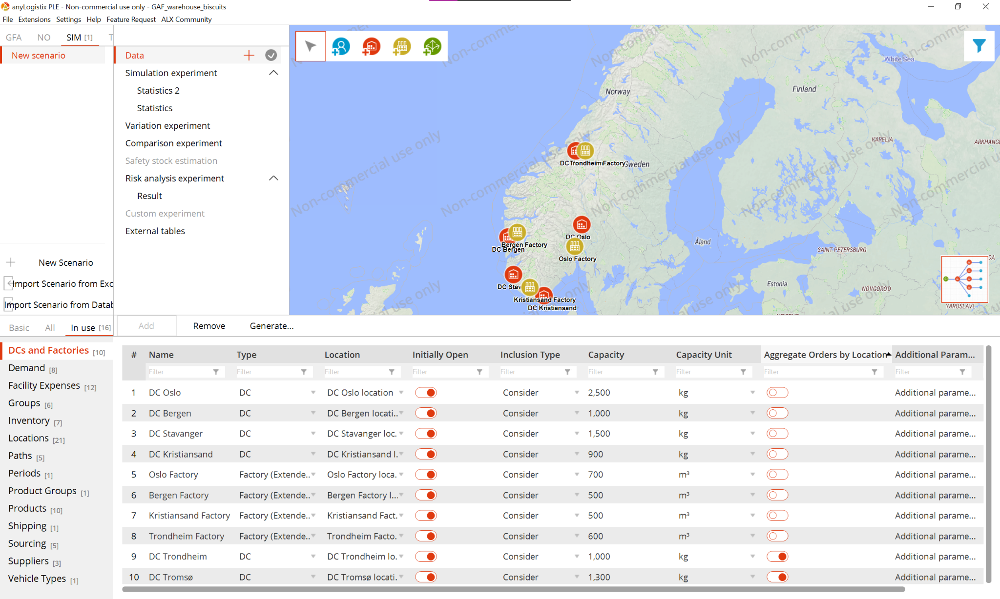 anyLogistix PLE - Non-commercial use only - GAF_warehouse_biscuits
File Extensions Settings Help Feature Request ALX Community
GFA NO SIM [1] T
New scenario
Data
Simulation experiment
Statistics 2
Statistics
Variation experiment
Comparison experiment
Safety stock estimation
Risk analysis experiment
Result
Custom experiment
External tables
New Scenario
Import Scenario from Exc
Import Scenario from Datab
Non-commercial use only
White Sea
Norway
Finland
KARELIA
ARKHANG
DC Trondheim Factory
Sweden
DC Oslo
Bergen Factory
DC Bergen
Oslo Factory
Åland
SAINT PETERSBURG
DA
DC Stav
Estonia
NOVGOROD
Kristiansand Factory
DC Kristiansand
YAROSLAVL
Basic All In use [16]
Add Remove Generate...
DCs and Factories [10]
Demand [8]
Facility Expenses [12]
Groups [6]
Inventory [7]
Locations [21]
Paths [5]
Periods [1]
Product Groups [1]
Products [10]
Shipping [1]
Sourcing [5]
Suppliers [3]
Vehicle Types [1]
# Name Type Location Initially Open Inclusion Type Capacity Capacity Unit Aggregate Orders by Location Additional Param...
Filter Filter Filter Filter Filter Filter Filter Filter Filter
1 DC Oslo DC DC Oslo location Consider 2,500 kg Additional parame...
2 DC Bergen DC DC Bergen locati.. Consider 1,000 kg Additional parame...
3 DC Stavanger DC DC Stavanger loc. Consider 1,500 kg Additional parame...
4 DC Kristiansand DC DC Kristiansand l. Consider 900 kg Additional parame...
5 Oslo Factory Factory (Extende.. Oslo Factory loca. Consider 700 m³ Additional parame...
6 Bergen Factory Factory (Extende.. Bergen Factory l... Consider 500 m³ Additional parame...
7 Kristiansand Factory Factory (Extende.. Kristiansand Fact. Consider 500 m³ Additional parame...
8 Trondheim Factory Factory (Extende.. Trondheim Facto. Consider 600 m³ Additional parame...
9 DC Trondheim DC DC Trondheim lo. Consider 1,000 kg Additional parame...
10 DC Tromsø DC DC Tromsø locati. Consider 1,300 kg Additional parame...